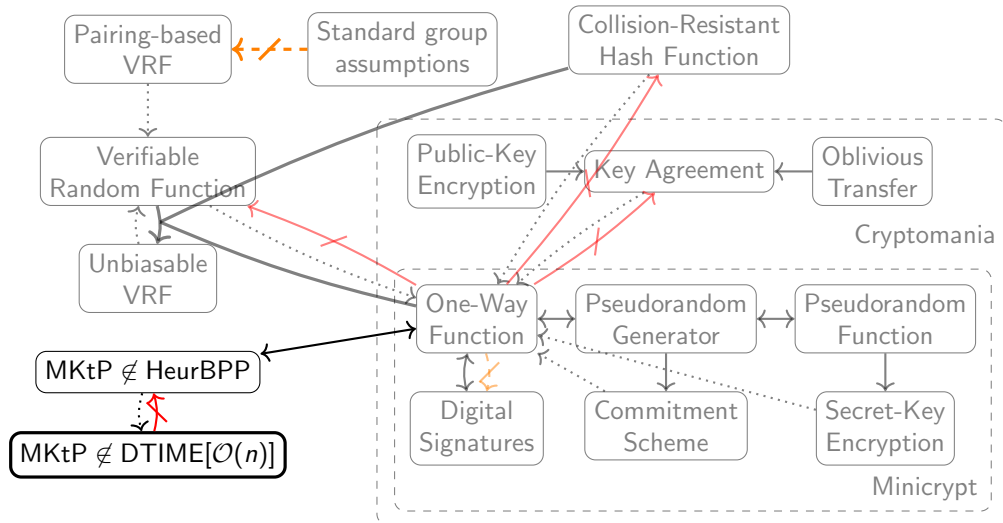 Pairing-based
VRF
Standard group
assumptions
Collision-Resistant
Hash Function
Verifiable
Random Function
Public-Key
Encryption
Key Agreement
Oblivious
Transfer
Cryptomania
Unbiasable
VRF
One-Way
Function
Pseudorandom
Generator
Pseudorandom
Function
MKtP ∉ HeurBPP
Digital
Signatures
Commitment
Scheme
Secret-Key
Encryption
MKtP ∉ DTIME[𝒪(n)]
Minicrypt